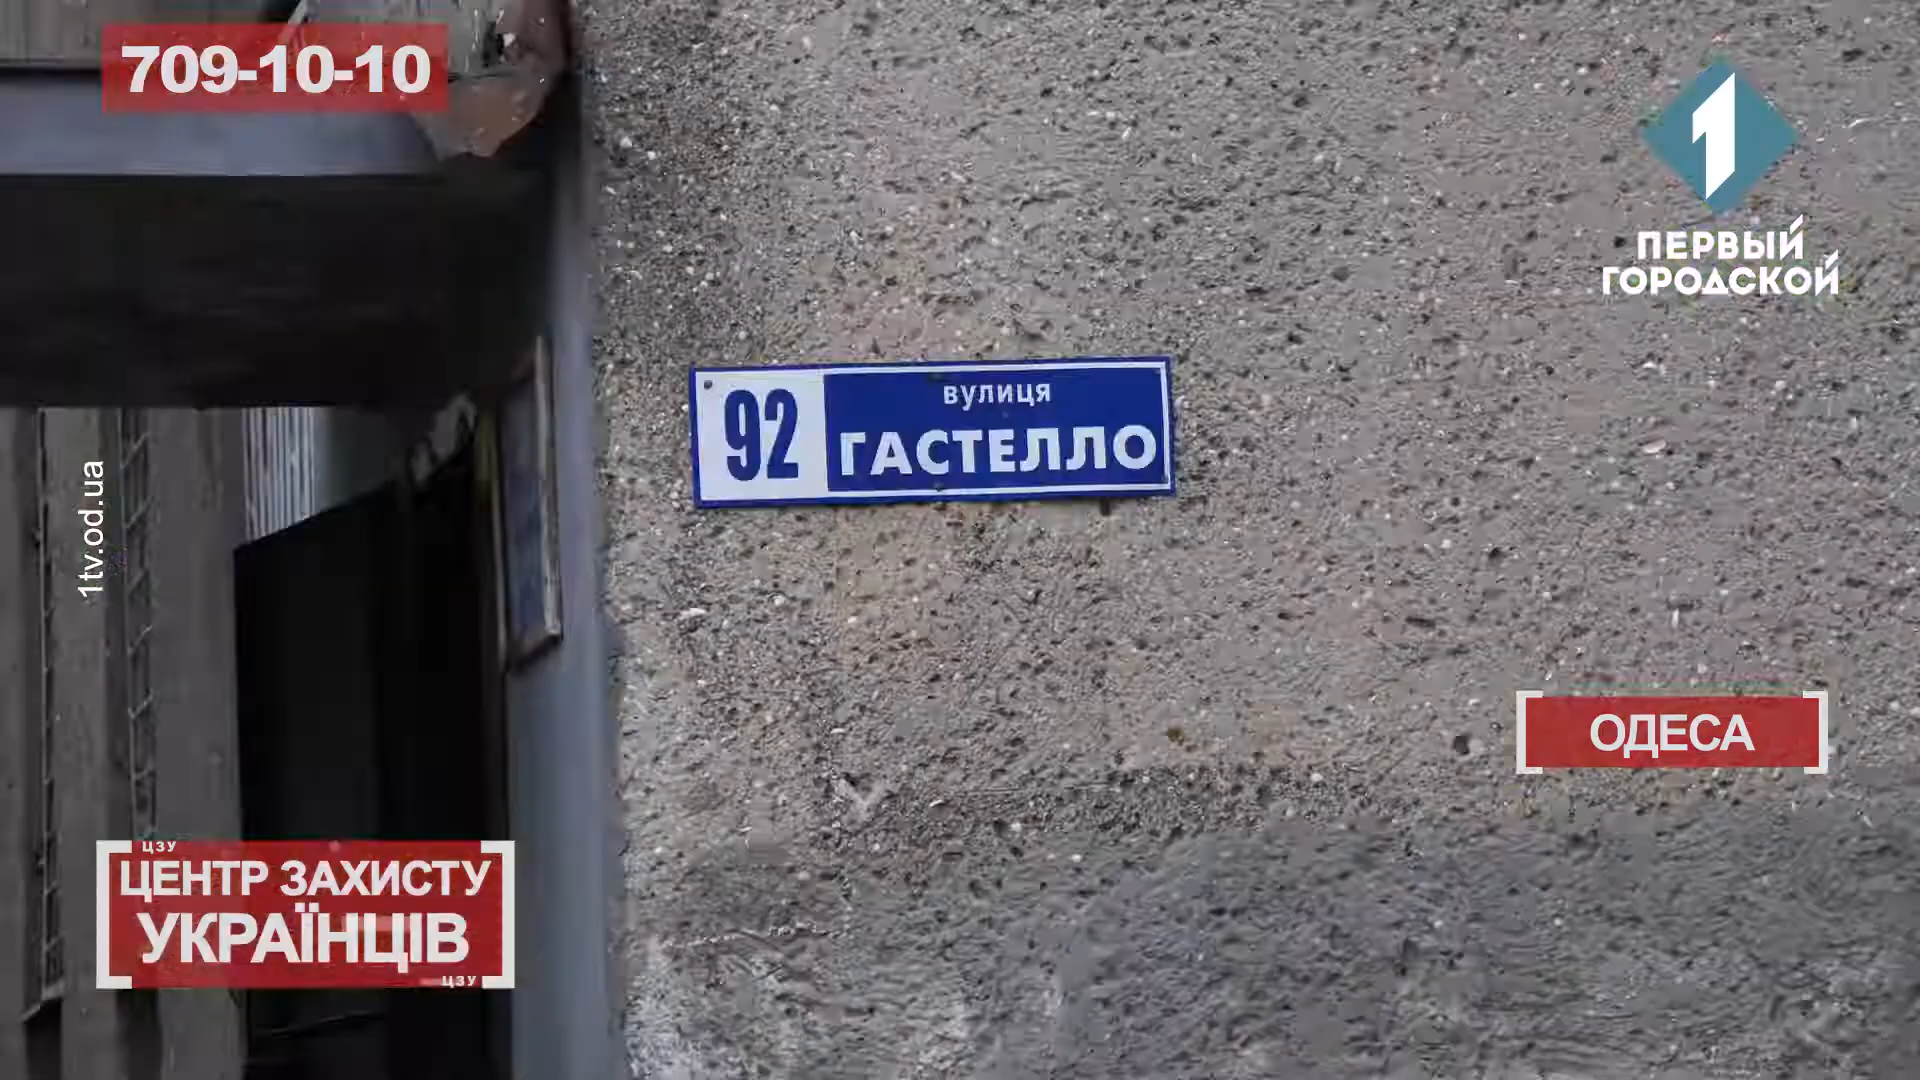 709-10-10
1
ПЕРВЫЙ
ГОРОДСКОЙ
92
вулиця
ГАСТЕЛЛО
1tv.od.ua
ОДЕСА
ЦЗУ
ЦЕНТР ЗАХИСТУ
УКРАЇНЦІВ
ЦЗУ